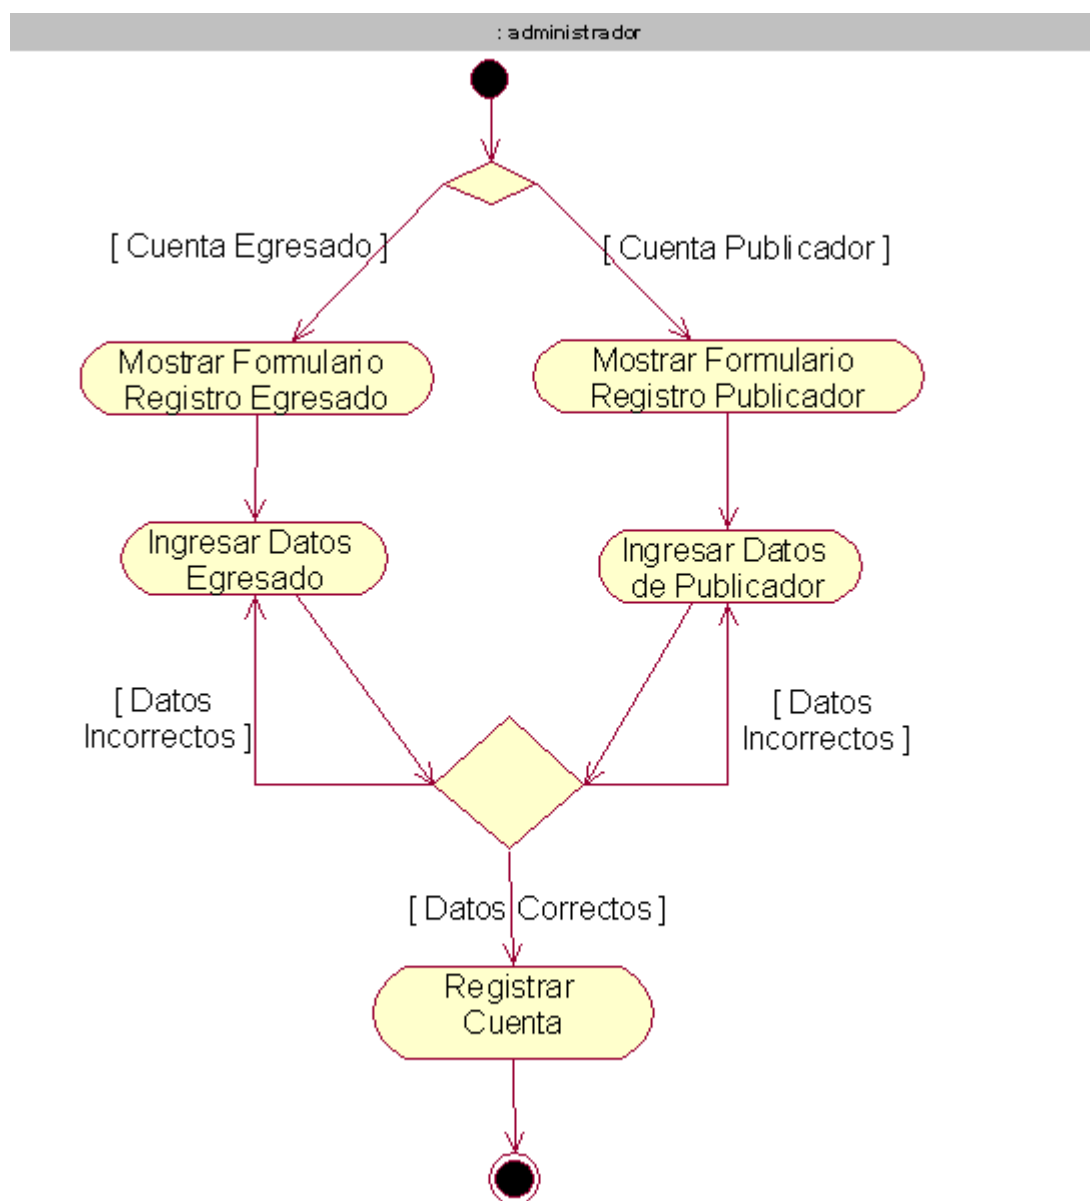 : administrador
[ Cuenta Egresado ]
[ Cuenta Publicador ]
Mostrar Formulario
Registro Egresado
Mostrar Formulario
Registro Publicador
Ingresar Datos
Egresado
Ingresar Datos
de Publicador
[ Datos
Incorrectos ]
[ Datos
Incorrectos ]
[ Datos Correctos ]
Registrar
Cuenta